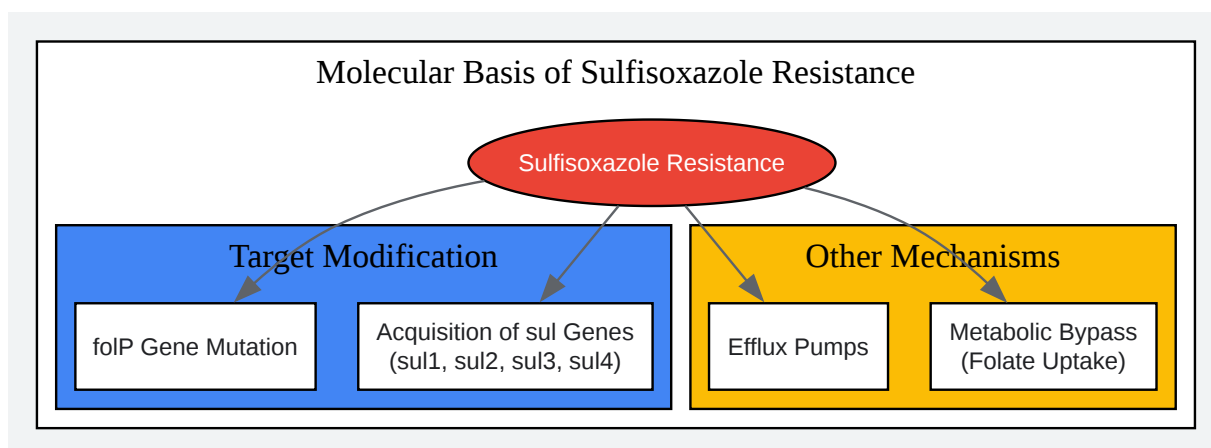 Molecular Basis of Sulfisoxazole Resistance
Sulfisoxazole Resistance
Target Modification
Other Mechanisms
folP Gene Mutation
Acquisition of sul Genes
(sul1, sul2, sul3, sul4)
Efflux Pumps
Metabolic Bypass
(Folate Uptake)